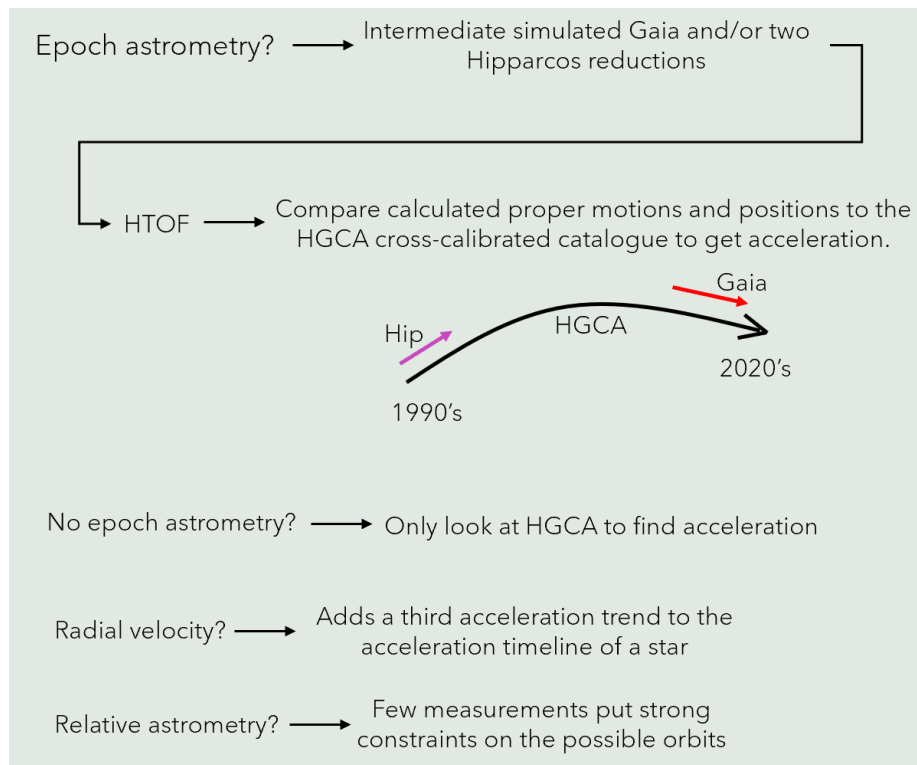 Epoch astrometry?
Intermediate simulated Gaia and/or two
Hipparcos reductions
HTOF
Compare calculated proper motions and positions to the
HGCA cross-calibrated catalogue to get acceleration.
Gaia
Hip
HGCA
2020's
1990's
No epoch astrometry?
Only look at HGCA to find acceleration
Radial velocity?
Adds a third acceleration trend to the
acceleration timeline of a star
Relative astrometry?
Few measurements put strong
constraints on the possible orbits